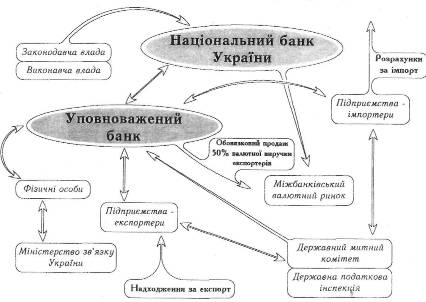 Законодавча влада
Виконавча влада
Національний банк
України
Розрахунки
за імпорт
Підприємства -
імпортери
Уповноважений
банк
Обовязковий продаж
50% валютної виручки
експортерів
Фізичні особи
Міжбанківський
валютний ринок
Підприємства -
експортери
Міністерство зв'язку
України
Державний митний
комітет
Державна податкова
інспекція
Надходження за експорт